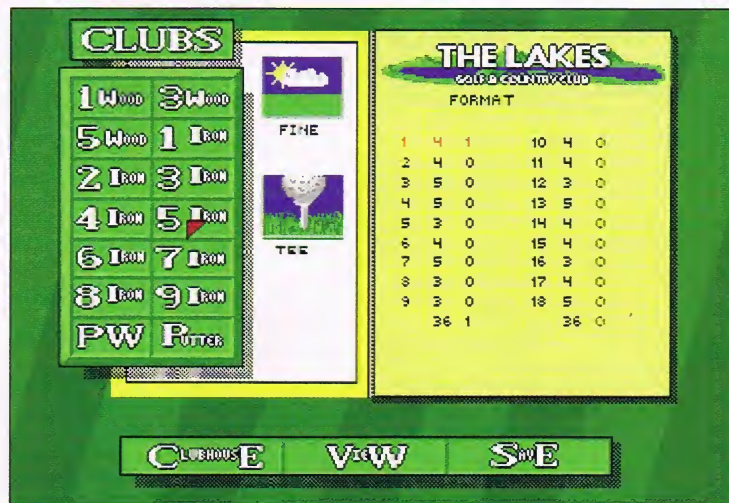 CLUBS
1 WOOD 3 WOOD
5 WOOD 1 IRON
2 IRON 3 IRON
4 IRON 5 IRON
6 IRON 7 IRON
8 IRON 9 IRON
PW PUTTER
FINE
TEE
THE LAKES
GOLF & COUNTRY CLUB
FORMAT
1 4 1 10 4 0
2 4 0 11 4 0
3 5 0 12 3 0
4 5 0 13 5 0
5 3 0 14 4 0
6 4 0 15 4 0
7 5 0 16 3 0
8 3 0 17 4 0
9 3 0 18 5 0
36 1 36 0
CLUBHOUSE VIEW SAVE